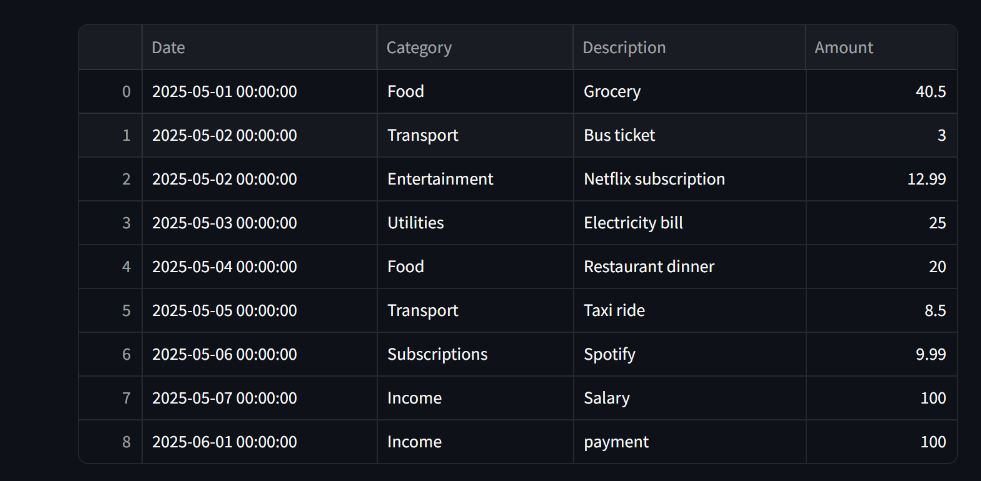 Date Category Description Amount
0 2025-05-01 00:00:00 Food Grocery 40.5
1 2025-05-02 00:00:00 Transport Bus ticket 3
2 2025-05-02 00:00:00 Entertainment Netflix subscription 12.99
3 2025-05-03 00:00:00 Utilities Electricity bill 25
4 2025-05-04 00:00:00 Food Restaurant dinner 20
5 2025-05-05 00:00:00 Transport Taxi ride 8.5
6 2025-05-06 00:00:00 Subscriptions Spotify 9.99
7 2025-05-07 00:00:00 Income Salary 100
8 2025-06-01 00:00:00 Income payment 100